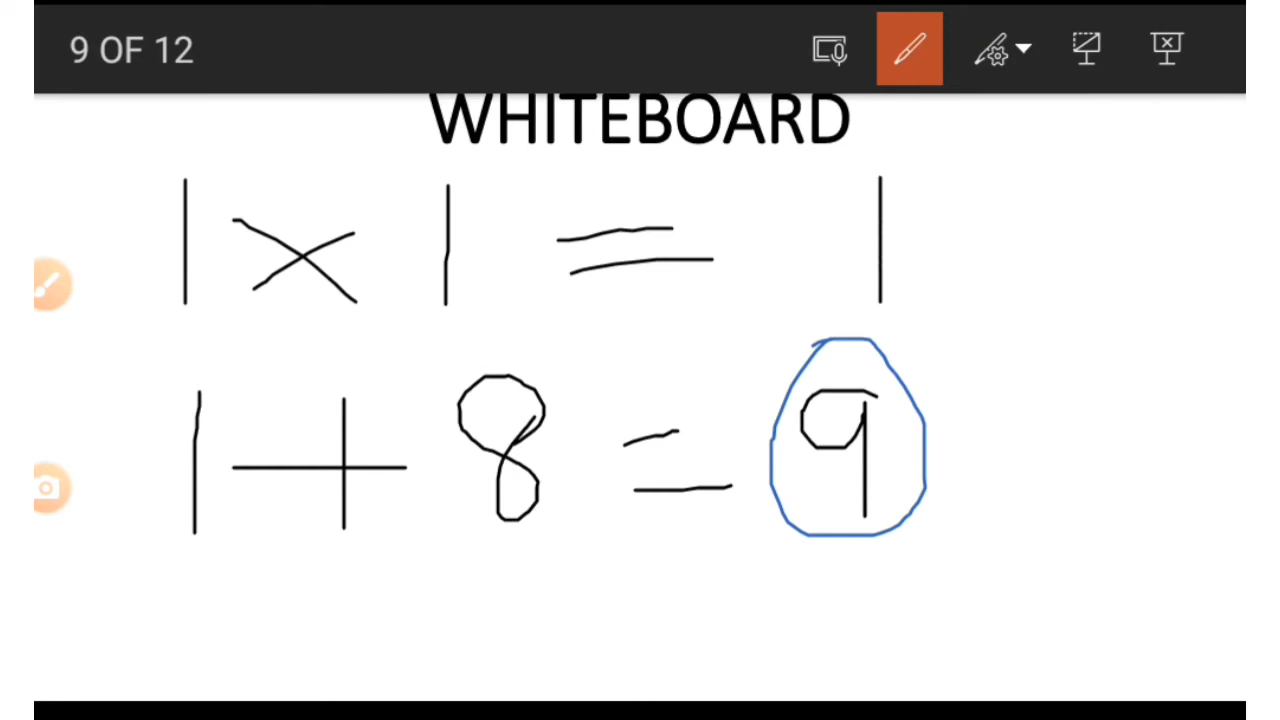 9 OF 12
WHITEBOARD
1 × 1 = 1
1 + 8 = 9